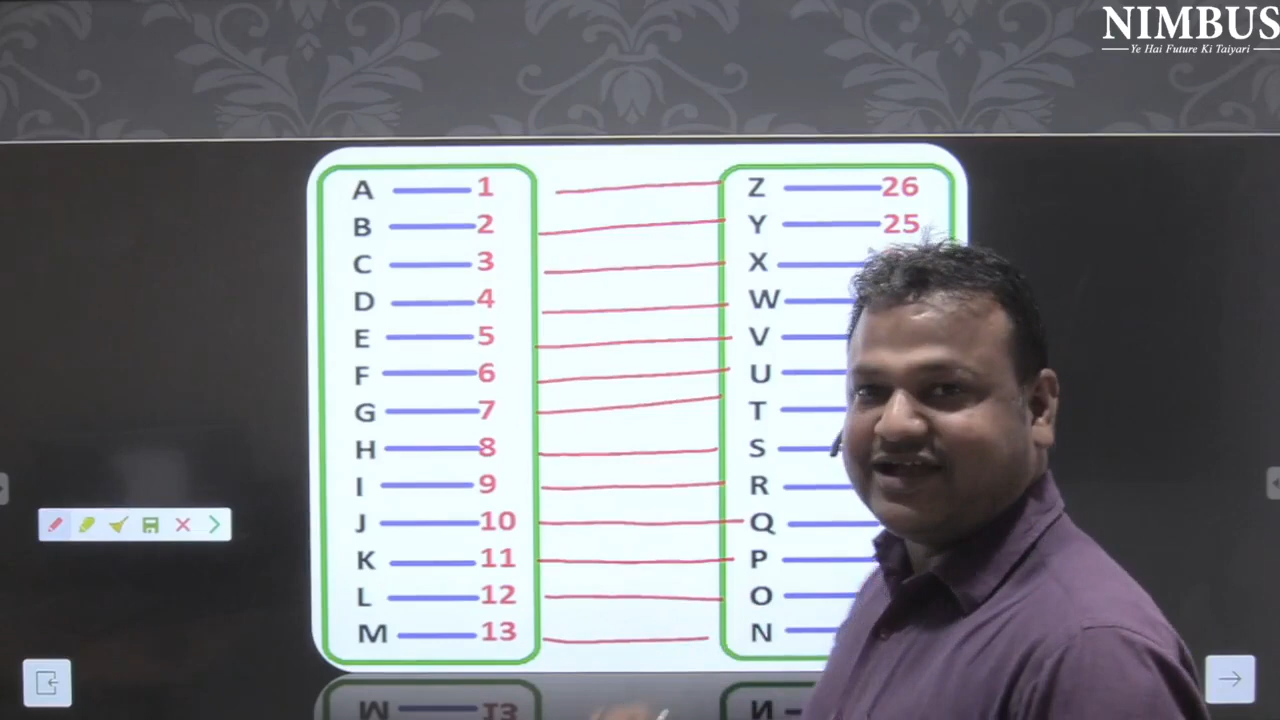 NIMBUS
Ye Hai Future Ki Taiyari
A 1 Z 26
B 2 Y 25
C 3 X
D 4 W
E 5 V
F 6 U
G 7 T
H 8 S
I 9 R
J 10 Q
K 11 P
L 12 O
M 13 N